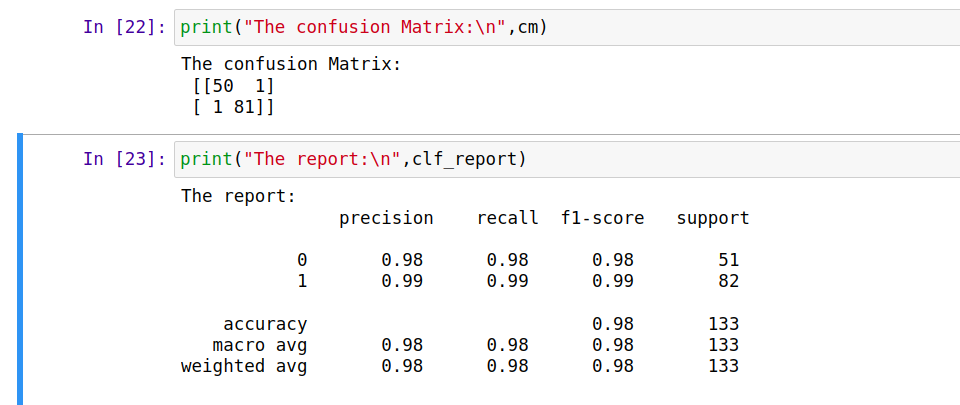 In [22]: print("The confusion Matrix:\n",cm)
The confusion Matrix:
 [[50  1]
 [ 1 81]]
In [23]: print("The report:\n",clf_report)
The report:
               precision    recall  f1-score   support

           0       0.98      0.98      0.98        51
           1       0.99      0.99      0.99        82

    accuracy                           0.98       133
   macro avg       0.98      0.98      0.98       133
weighted avg       0.98      0.98      0.98       133